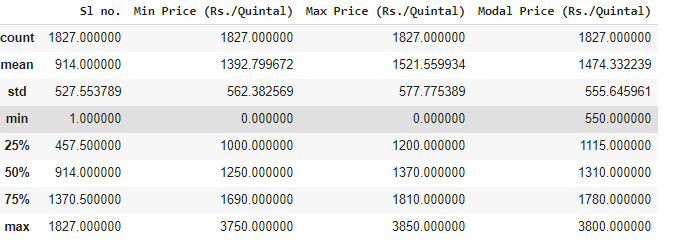 Sl no. Min Price (Rs./Quintal) Max Price (Rs./Quintal) Modal Price (Rs./Quintal)
count 1827.000000 1827.000000 1827.000000 1827.000000
mean 914.000000 1392.799672 1521.559934 1474.332239
std 527.553789 562.382569 577.775389 555.645961
min 1.000000 0.000000 0.000000 550.000000
25% 457.500000 1000.000000 1200.000000 1115.000000
50% 914.000000 1250.000000 1370.000000 1310.000000
75% 1370.500000 1690.000000 1810.000000 1780.000000
max 1827.000000 3750.000000 3850.000000 3800.000000